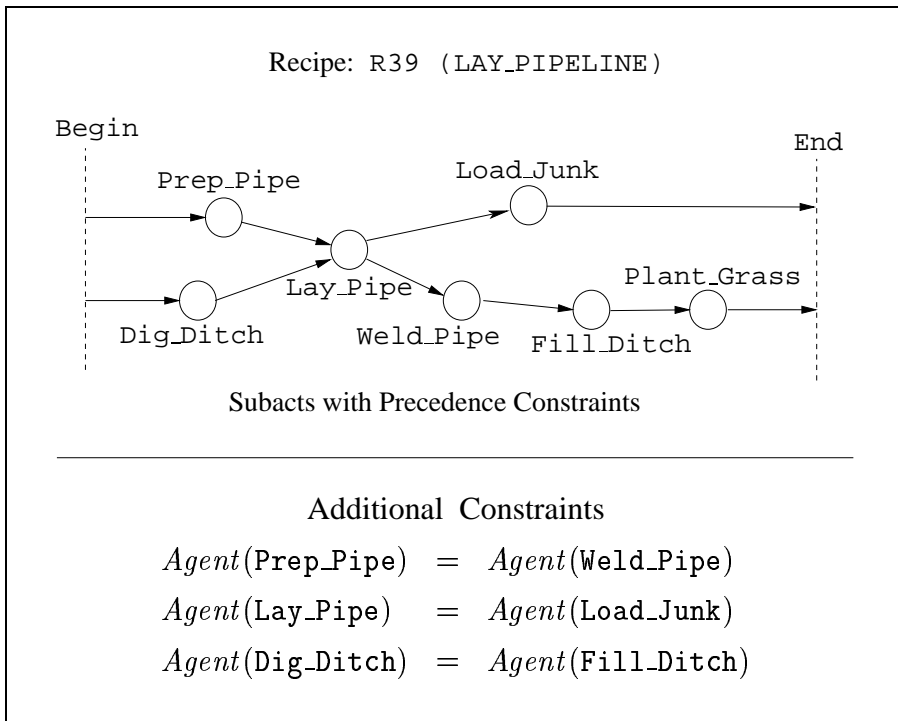 Recipe: R39 (LAY_PIPELINE)
Begin
End
Prep_Pipe
Load_Junk
Lay_Pipe
Plant_Grass
Dig_Ditch
Weld_Pipe
Fill_Ditch
Subacts with Precedence Constraints
Additional Constraints
Agent(Prep_Pipe) = Agent(Weld_Pipe)
Agent(Lay_Pipe) = Agent(Load_Junk)
Agent(Dig_Ditch) = Agent(Fill_Ditch)